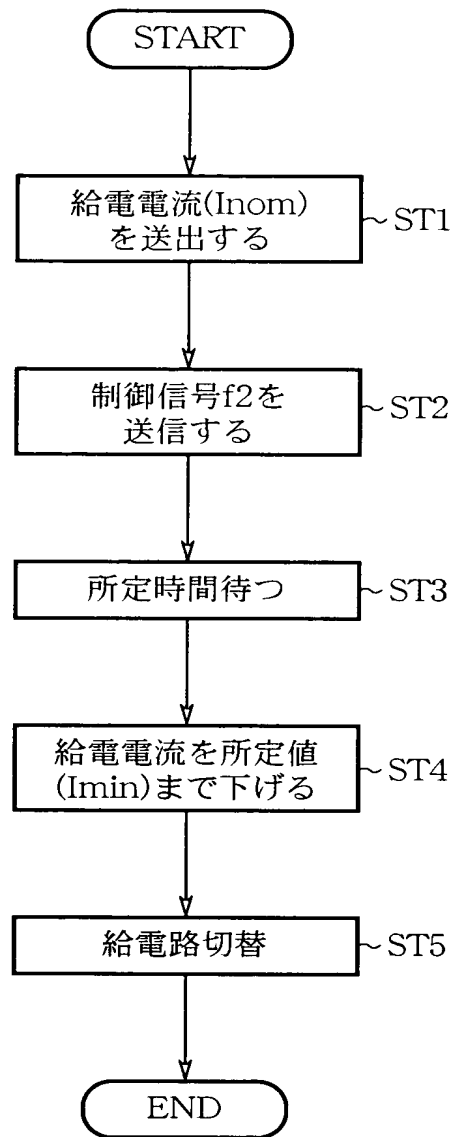 START
給電電流(Inom)
を送出する
~ST1
制御信号f2を
送信する
~ST2
所定時間待つ
~ST3
給電電流を所定値
(Imin)まで下げる
~ST4
給電路切替
~ST5
END